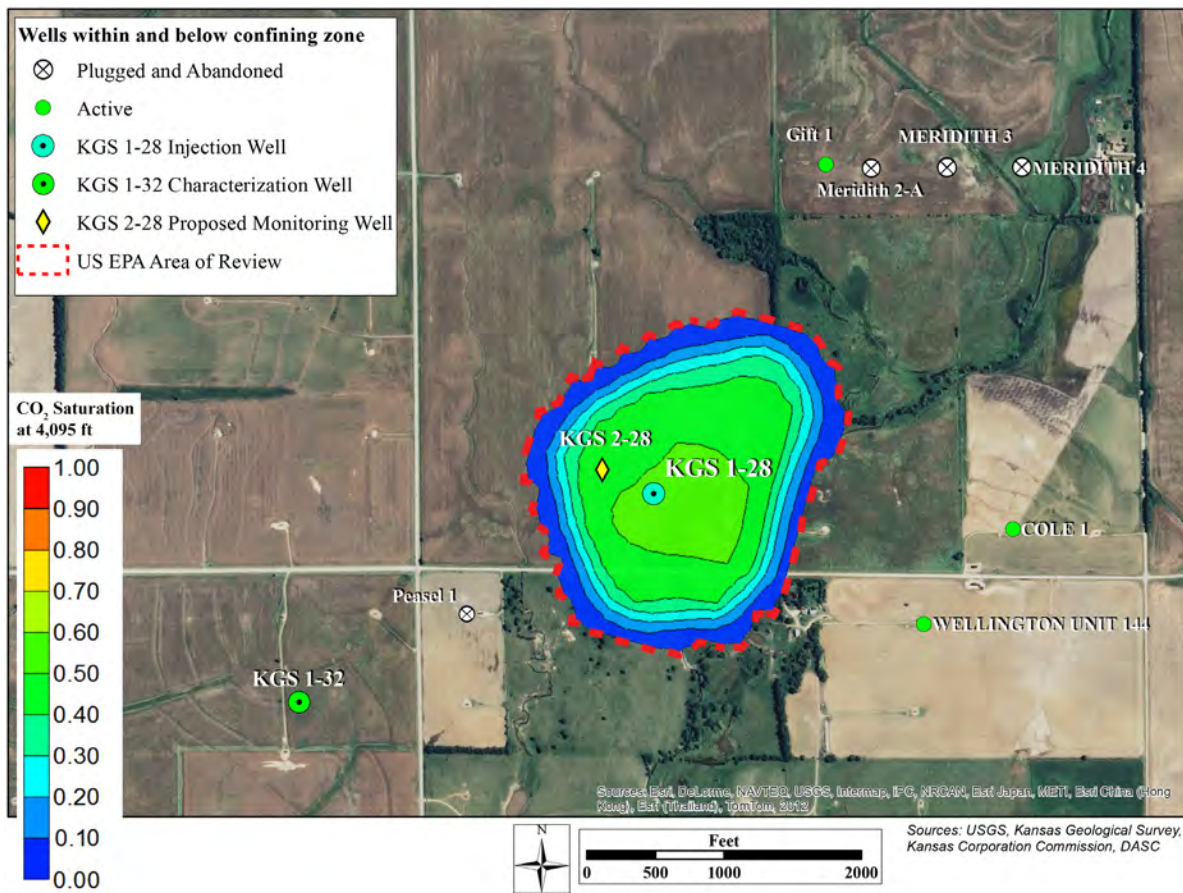 Wells within and below confining zone
Plugged and Abandoned
Active
KGS 1-28 Injection Well
KGS 1-32 Characterization Well
KGS 2-28 Proposed Monitoring Well
US EPA Area of Review
Gift 1
MERIDITH 3
MERIDITH 4
Meridith 2-A
CO₂ Saturation
at 4,095 ft
1.00
0.90
0.80
0.70
0.60
0.50
0.40
0.30
0.20
0.10
0.00
KGS 2-28
KGS 1-28
COLE 1
Peasel 1
WELLINGTON UNIT 144
KGS 1-32
Sources: Esri, DeLorme, NAVTEQ, USGS, Intermap, iPC, NRCAN, Esri Japan, METI, Esri China (Hong
Kong), Esri (Thailand), TomTom, 2012
N
Feet
0 500 1000 2000
Sources: USGS, Kansas Geological Survey,
Kansas Corporation Commission, DASC